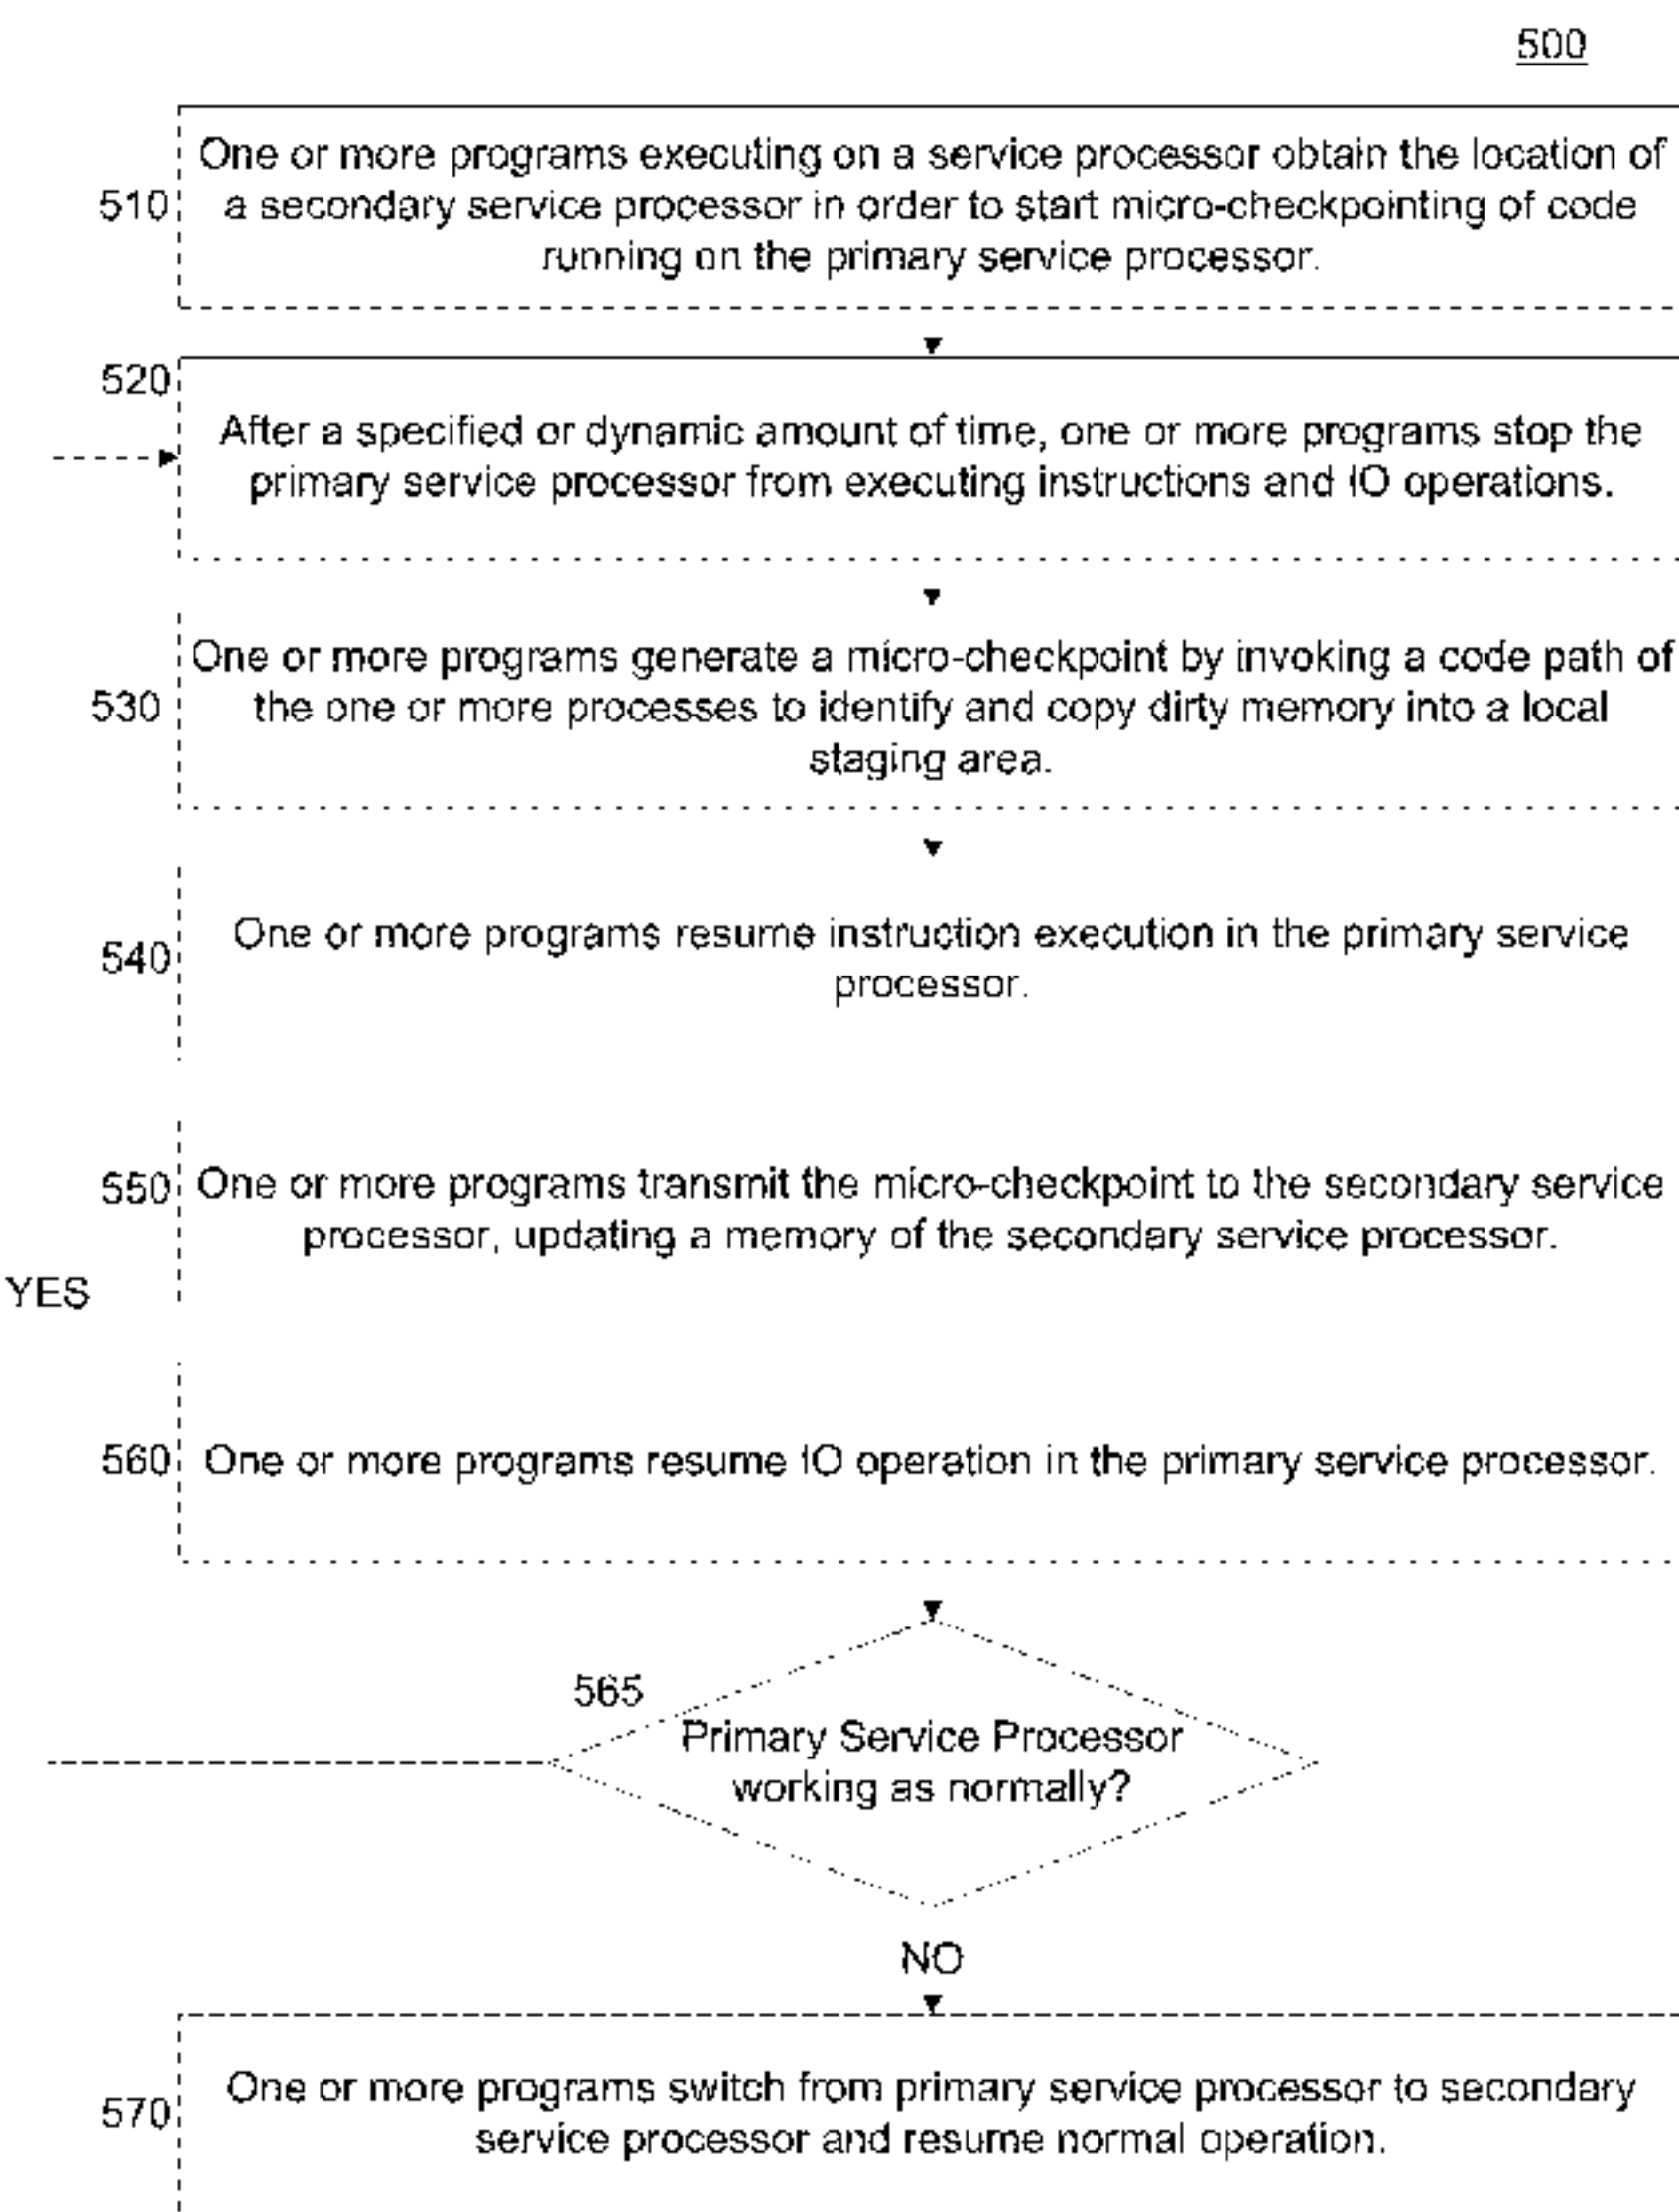 500
510
One or more programs executing on a service processor obtain the location of
a secondary service processor in order to start micro-checkpointing of code
running on the primary service processor.
520
After a specified or dynamic amount of time, one or more programs stop the
primary service processor from executing instructions and IO operations.
530
One or more programs generate a micro-checkpoint by invoking a code path of
the one or more processes to identify and copy dirty memory into a local
staging area.
540
One or more programs resume instruction execution in the primary service
processor.
550
One or more programs transmit the micro-checkpoint to the secondary service
processor, updating a memory of the secondary service processor.
YES
560
One or more programs resume IO operation in the primary service processor.
565
Primary Service Processor
working as normally?
NO
570
One or more programs switch from primary service processor to secondary
service processor and resume normal operation.